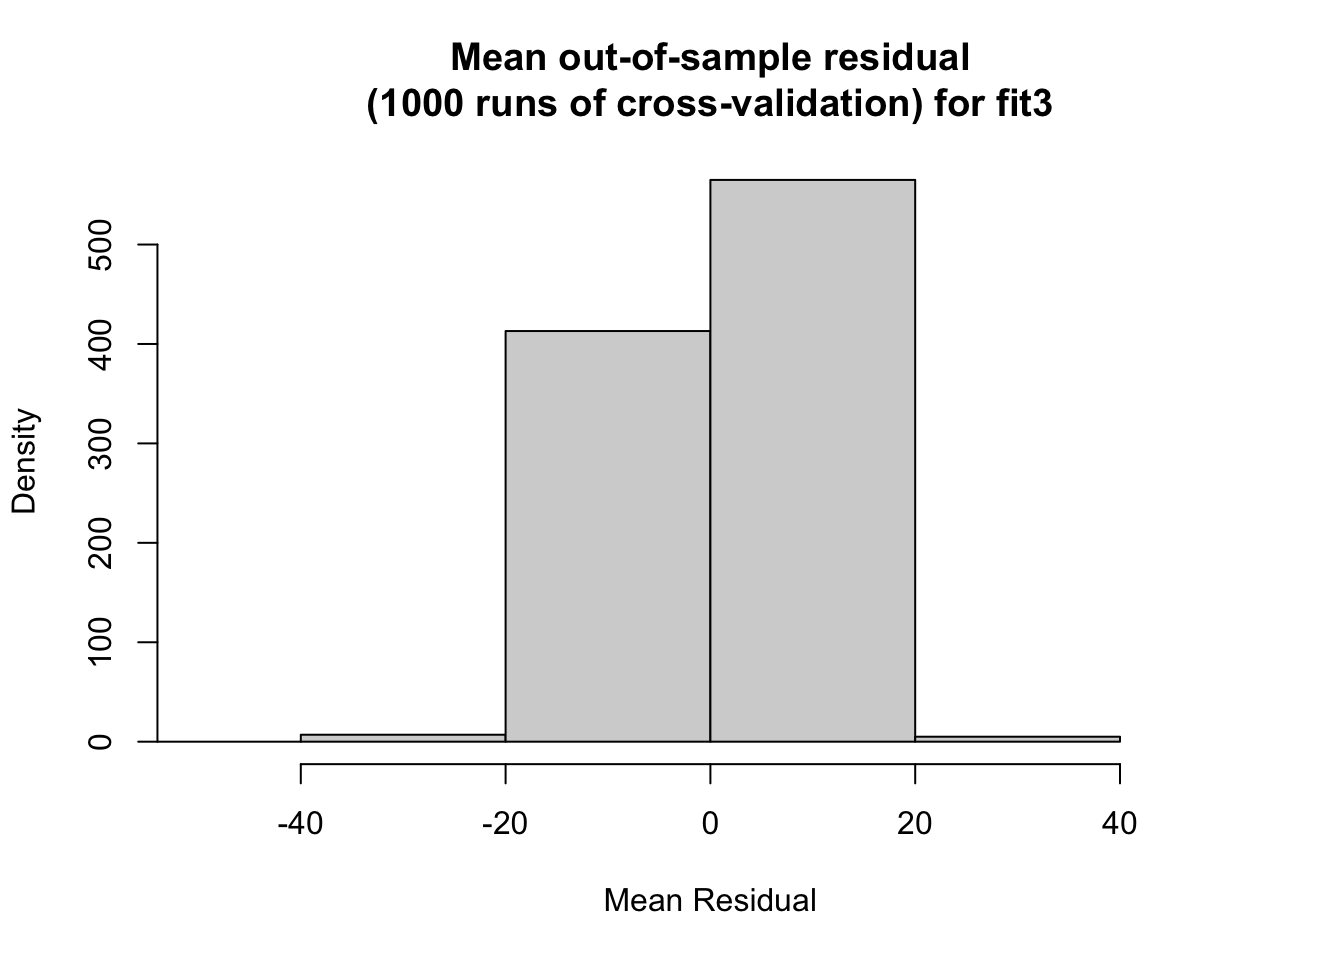 Mean out-of-sample residual
(1000 runs of cross-validation) for fit3
Density
500
400
300
200
100
0
-40 -20 0 20 40
Mean Residual